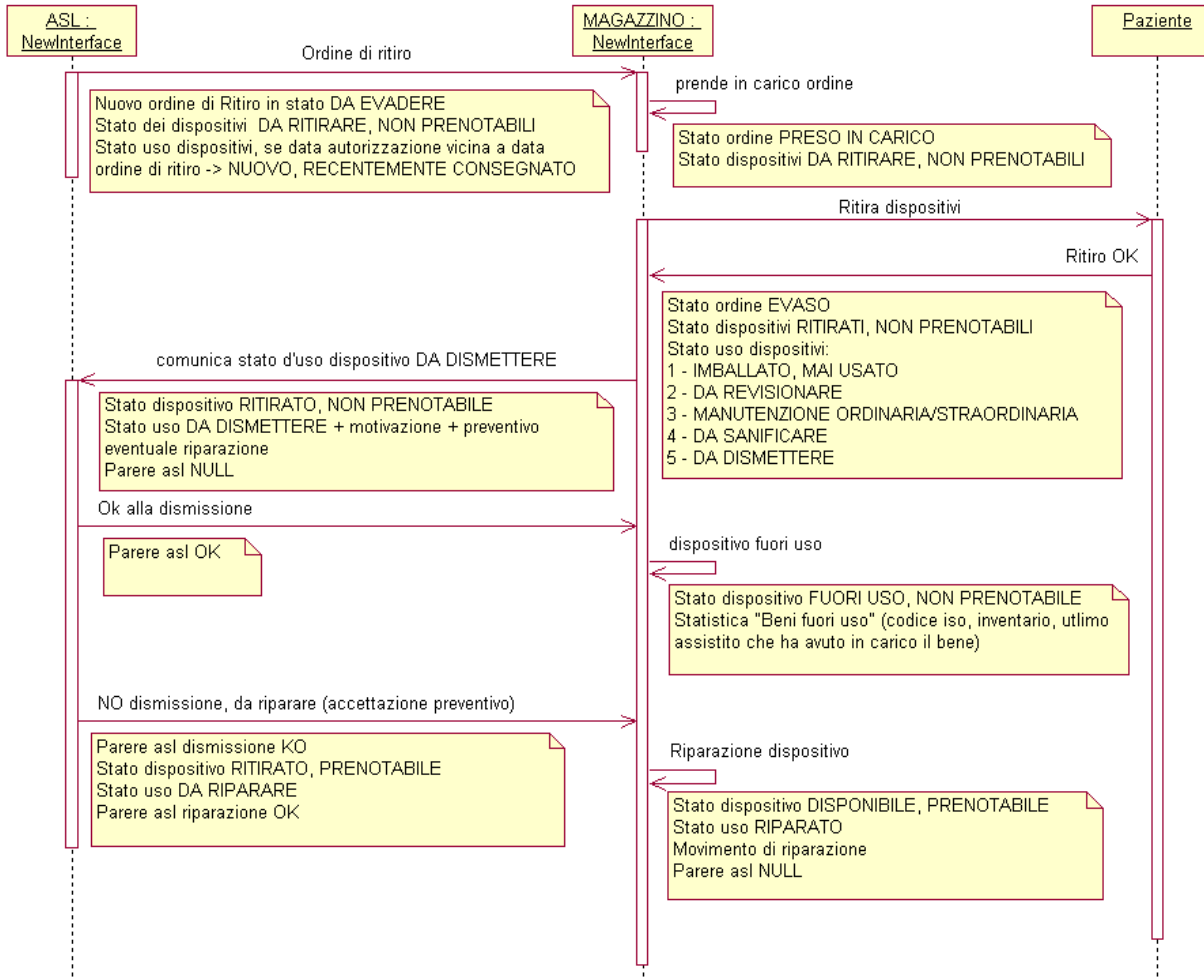 ASL :
NewInterface
MAGAZZINO :
NewInterface
Paziente
Ordine di ritiro
prende in carico ordine
Nuovo ordine di Ritiro in stato DA EVADERE
Stato dei dispositivi  DA RITIRARE, NON PRENOTABILI
Stato uso dispositivi, se data autorizzazione vicina a data
ordine di ritiro -> NUOVO, RECENTEMENTE CONSEGNATO
Stato ordine PRESO IN CARICO
Stato dispositivi DA RITIRARE, NON PRENOTABILI
Ritira dispositivi
Ritiro OK
Stato ordine EVASO
Stato dispositivi RITIRATI, NON PRENOTABILI
Stato uso dispositivi:
1 - IMBALLATO, MAI USATO
2 - DA REVISIONARE
3 - MANUTENZIONE ORDINARIA/STRAORDINARIA
4 - DA SANIFICARE
5 - DA DISMETTERE
comunica stato d'uso dispositivo DA DISMETTERE
Stato dispositivo RITIRATO, NON PRENOTABILE
Stato uso DA DISMETTERE + motivazione + preventivo
eventuale riparazione
Parere asl NULL
Ok alla dismissione
Parere asl OK
dispositivo fuori uso
Stato dispositivo FUORI USO, NON PRENOTABILE
Statistica "Beni fuori uso" (codice iso, inventario, utlimo
assistito che ha avuto in carico il bene)
NO dismissione, da riparare (accettazione preventivo)
Parere asl dismissione KO
Stato dispositivo RITIRATO, PRENOTABILE
Stato uso DA RIPARARE
Parere asl riparazione OK
Riparazione dispositivo
Stato dispositivo DISPONIBILE, PRENOTABILE
Stato uso RIPARATO
Movimento di riparazione
Parere asl NULL